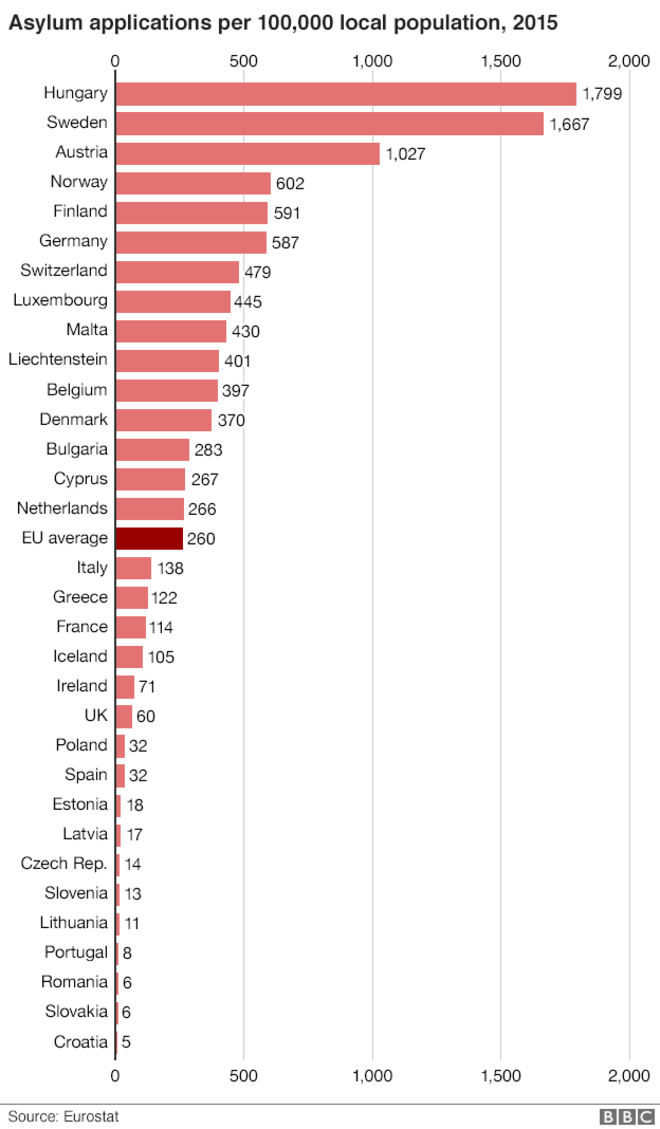 Asylum applications per 100,000 local population, 2015
0 500 1,000 1,500 2,000
Hungary 1,799
Sweden 1,667
Austria 1,027
Norway 602
Finland 591
Germany 587
Switzerland 479
Luxembourg 445
Malta 430
Liechtenstein 401
Belgium 397
Denmark 370
Bulgaria 283
Cyprus 267
Netherlands 266
EU average 260
Italy 138
Greece 122
France 114
Iceland 105
Ireland 71
UK 60
Poland 32
Spain 32
Estonia 18
Latvia 17
Czech Rep. 14
Slovenia 13
Lithuania 11
Portugal 8
Romania 6
Slovakia 6
Croatia 5
0 500 1,000 1,500 2,000
Source: Eurostat BBC